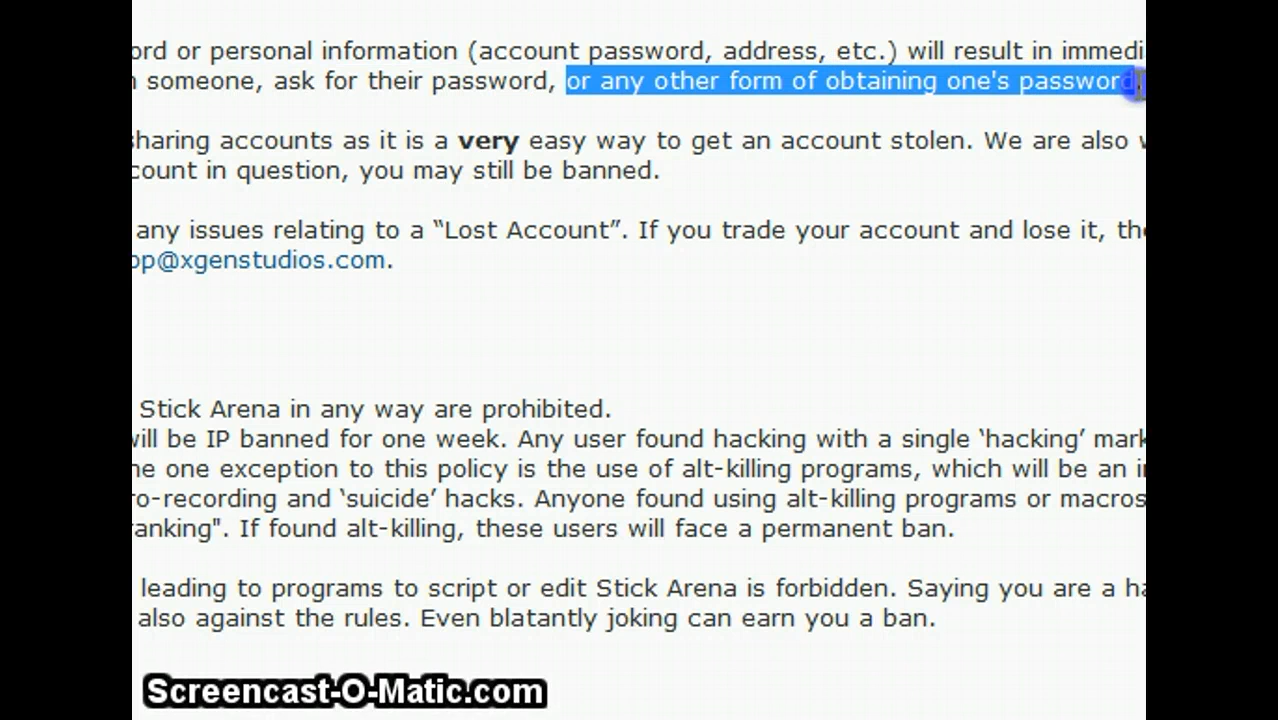 ord or personal information (account password, address, etc.) will result in immedi
someone, ask for their password, or any other form of obtaining one's password.
sharing accounts as it is a very easy way to get an account stolen. We are also
count in question, you may still be banned.
any issues relating to a “Lost Account”. If you trade your account and lose it, the
op@xgenstudios.com.
Stick Arena in any way are prohibited.
will be IP banned for one week. Any user found hacking with a single ‘hacking’ mark
one exception to this policy is the use of alt-killing programs, which will be an i
ro-recording and ‘suicide’ hacks. Anyone found using alt-killing programs or macros
ranking". If found alt-killing, these users will face a permanent ban.
leading to programs to script or edit Stick Arena is forbidden. Saying you are a ha
also against the rules. Even blatantly joking can earn you a ban.
Screencast-O-Matic.com